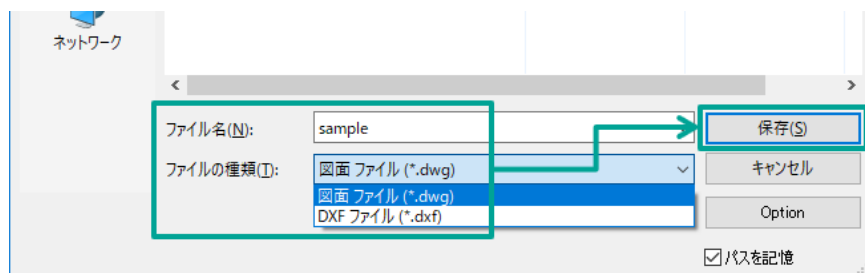 ネットワーク
ファイル名(N):
sample
保存(S)
ファイルの種類(T):
図面 ファイル (*.dwg)
キャンセル
図面 ファイル (*.dwg)
DXF ファイル (*.dxf)
Option
パスを記憶